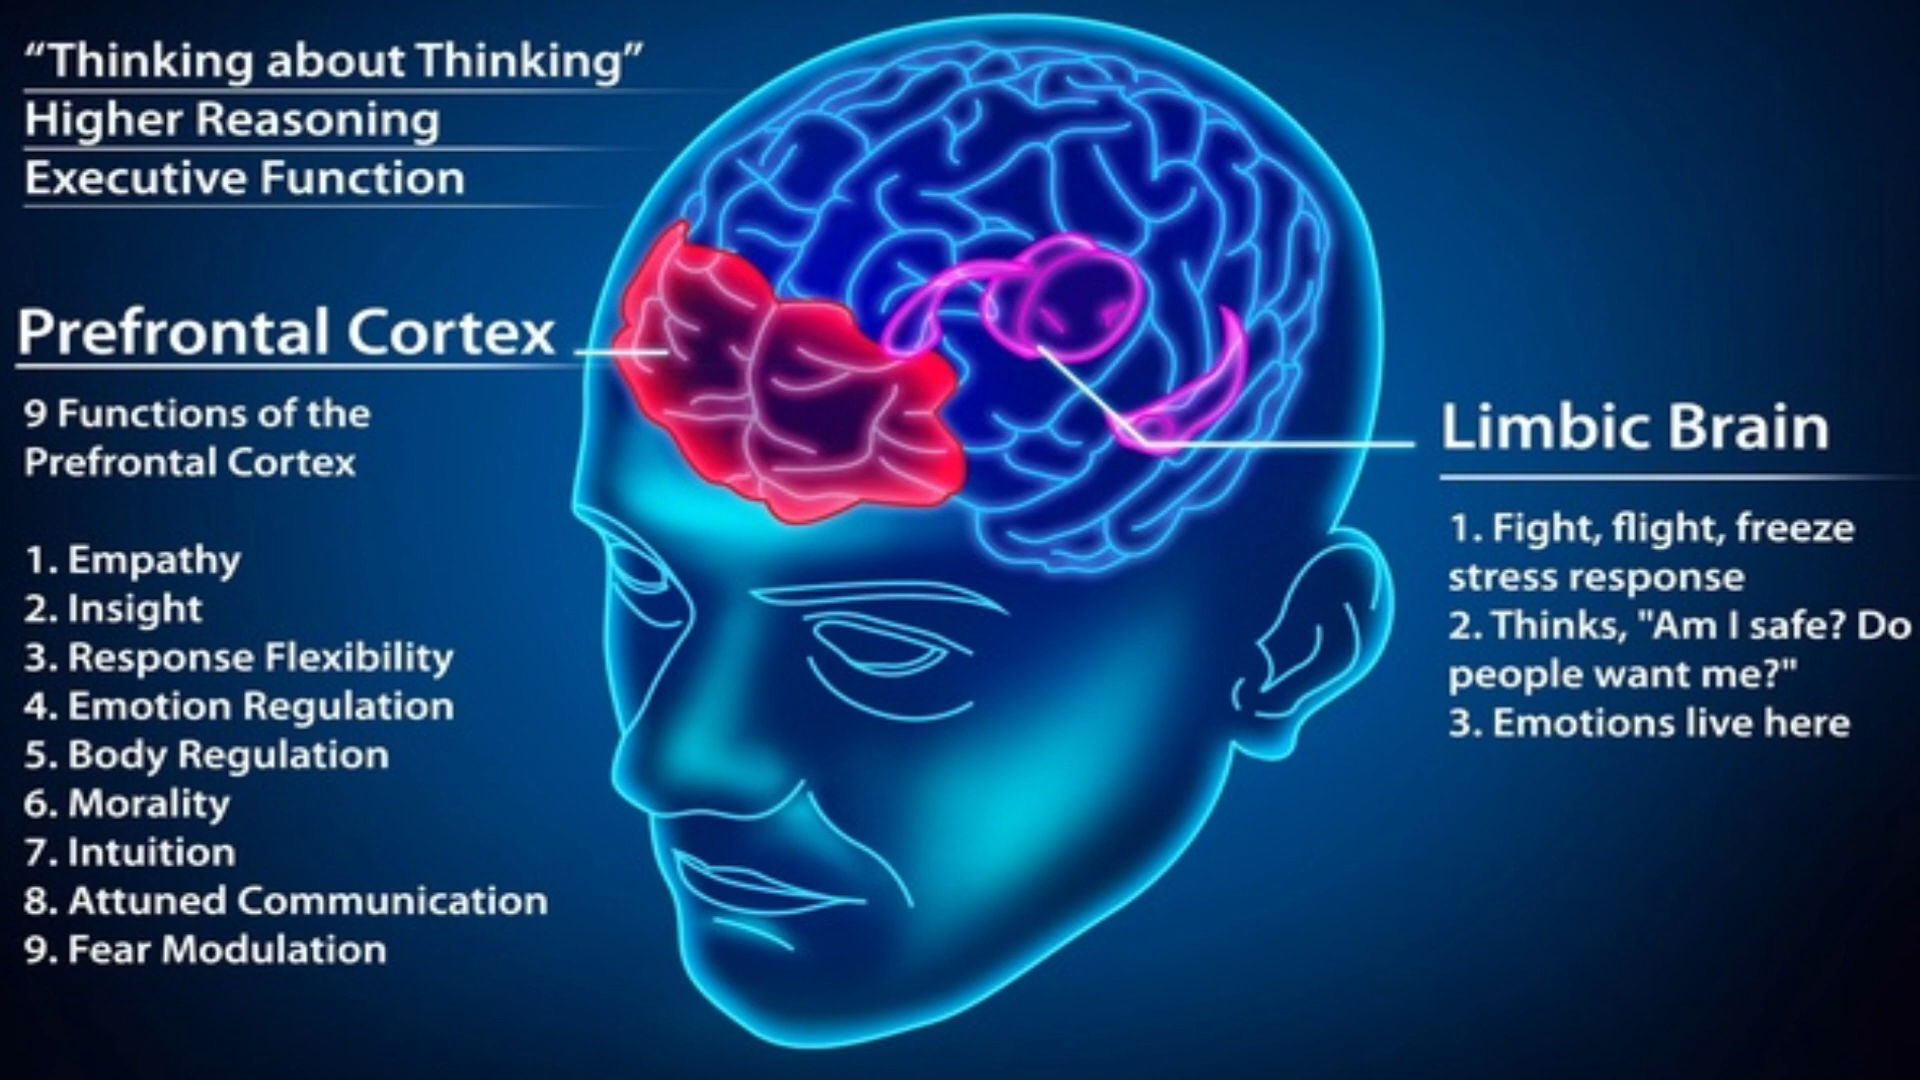 “Thinking about Thinking”
Higher Reasoning
Executive Function
Prefrontal Cortex
9 Functions of the
Prefrontal Cortex
1. Empathy
2. Insight
3. Response Flexibility
4. Emotion Regulation
5. Body Regulation
6. Morality
7. Intuition
8. Attuned Communication
9. Fear Modulation
Limbic Brain
1. Fight, flight, freeze
stress response
2. Thinks, "Am I safe? Do
people want me?"
3. Emotions live here